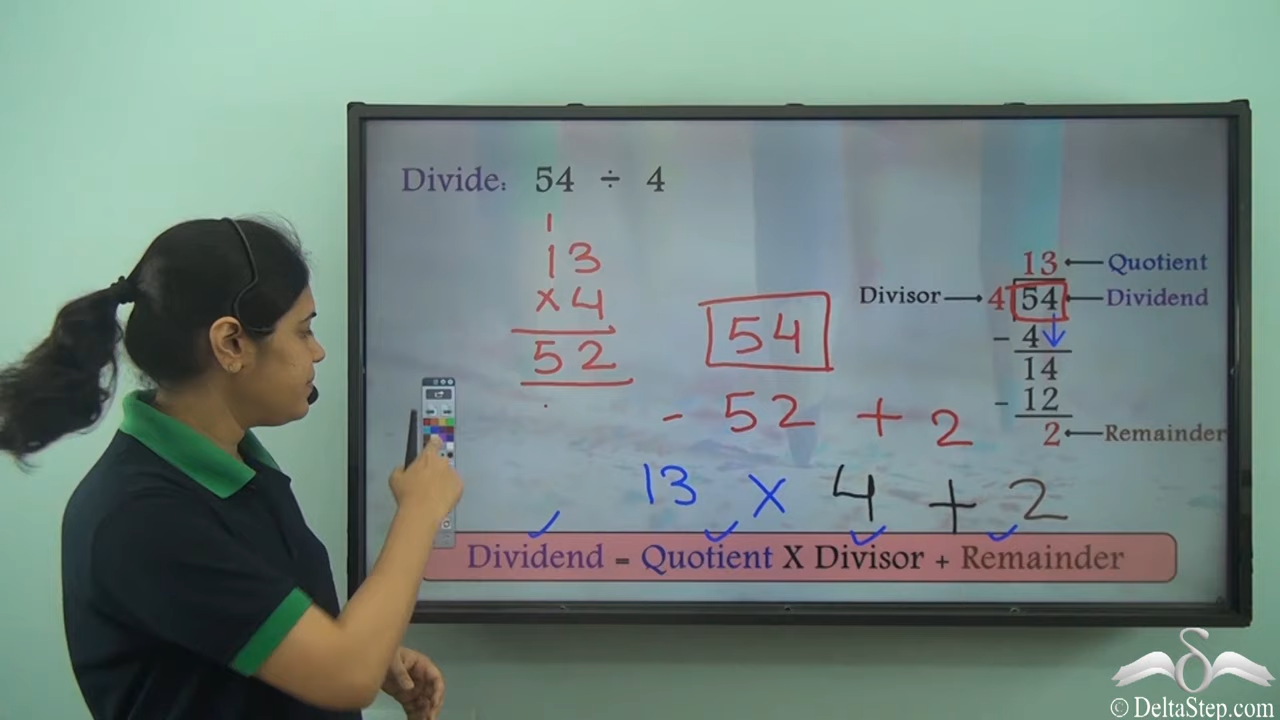 Divide: 54 ÷ 4
1
13
×4
52
54
- 52 + 2
13 × 4 + 2
13 ← Quotient
Divisor → 4 54 ← Dividend
- 4
14
- 12
2 ← Remainder
Dividend = Quotient X Divisor + Remainder
© DeltaStep.com